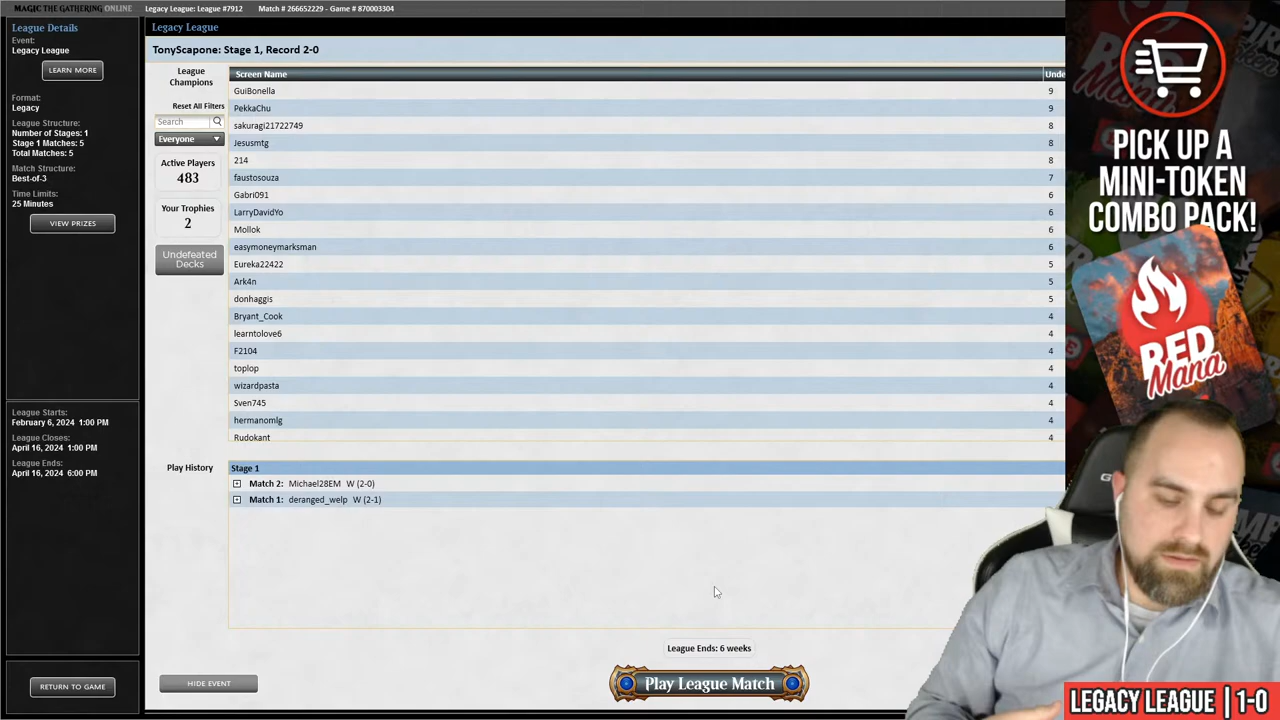 MAGIC THE GATHERING ONLINE
Legacy League: League #7912
Match # 266652229 - Game # 870003304
League Details
Event:
Legacy League
LEARN MORE
Format:
Legacy
League Structure:
Number of Stages: 1
Stage 1 Matches: 5
Total Matches: 5
Match Structure:
Best-of-3
Time Limits:
25 Minutes
VIEW PRIZES
League Starts:
February 6, 2024 1:00 PM
League Closes:
April 16, 2024 1:00 PM
League Ends:
April 16, 2024 6:00 PM
RETURN TO GAME
Legacy League
TonyScapone: Stage 1, Record 2-0
League
Champions
Reset All Filters
Search
Everyone
Active Players
483
Your Trophies
2
Undefeated
Decks
Screen Name Unde
GuiBonella 9
PekkaChu 9
sakuragi21722749 8
Jesusmtg 8
214 8
faustosouza 7
Gabri091 6
LarryDavidYo 6
Mollok 6
easymoneymarksman 6
Eureka22422 5
Ark4n 5
donhaggis 5
Bryant_Cook 4
learntolove6 4
F2104 4
toplop 4
wizardpasta 4
Sven745 4
hermanomlg 4
Rudokant 4
Play History
Stage 1
Match 2: Michael28EM W (2-0)
Match 1: deranged_welp W (2-1)
League Ends: 6 weeks
HIDE EVENT
Play League Match
PICK UP A
MINI-TOKEN
COMBO PACK!
RED
Mana
LEGACY LEAGUE | 1-0